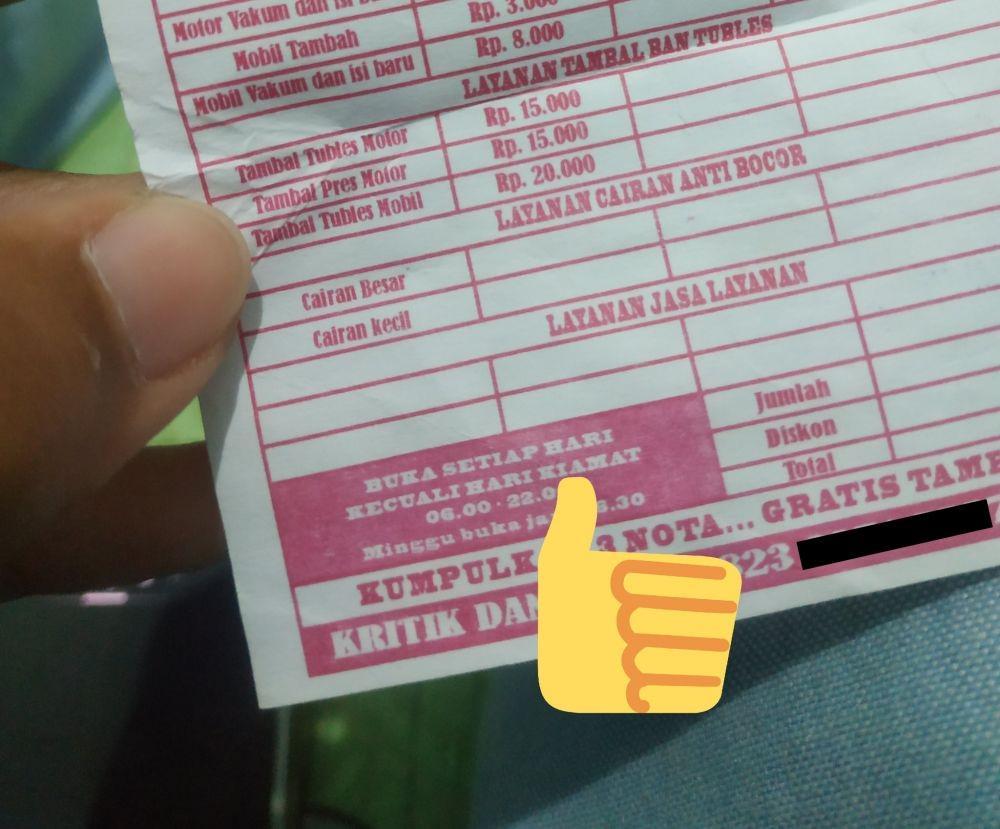 Motor Vakum dan isi
Rp. 3.000
Mobil Tambah
Rp. 8.000
Mobil Vakum dan isi baru
LAYANAN TAMBAL BAN TUBLES
Tambal Tubles Motor Rp. 15.000
Tambal Pres Motor Rp. 15.000
Tambal Tubles Mobil Rp. 20.000
LAYANAN CAIRAN ANTI BOCOR
Cairan Besar
Cairan kecil
LAYANAN JASA LAYANAN
Jumlah
Diskon
Total
BUKA SETIAP HARI
KECUALI HARI KIAMAT
06.00 - 22.0
Minggu buka .30
KUMPULK 3 NOTA... GRATIS TAMB
KRITIK DAN 823